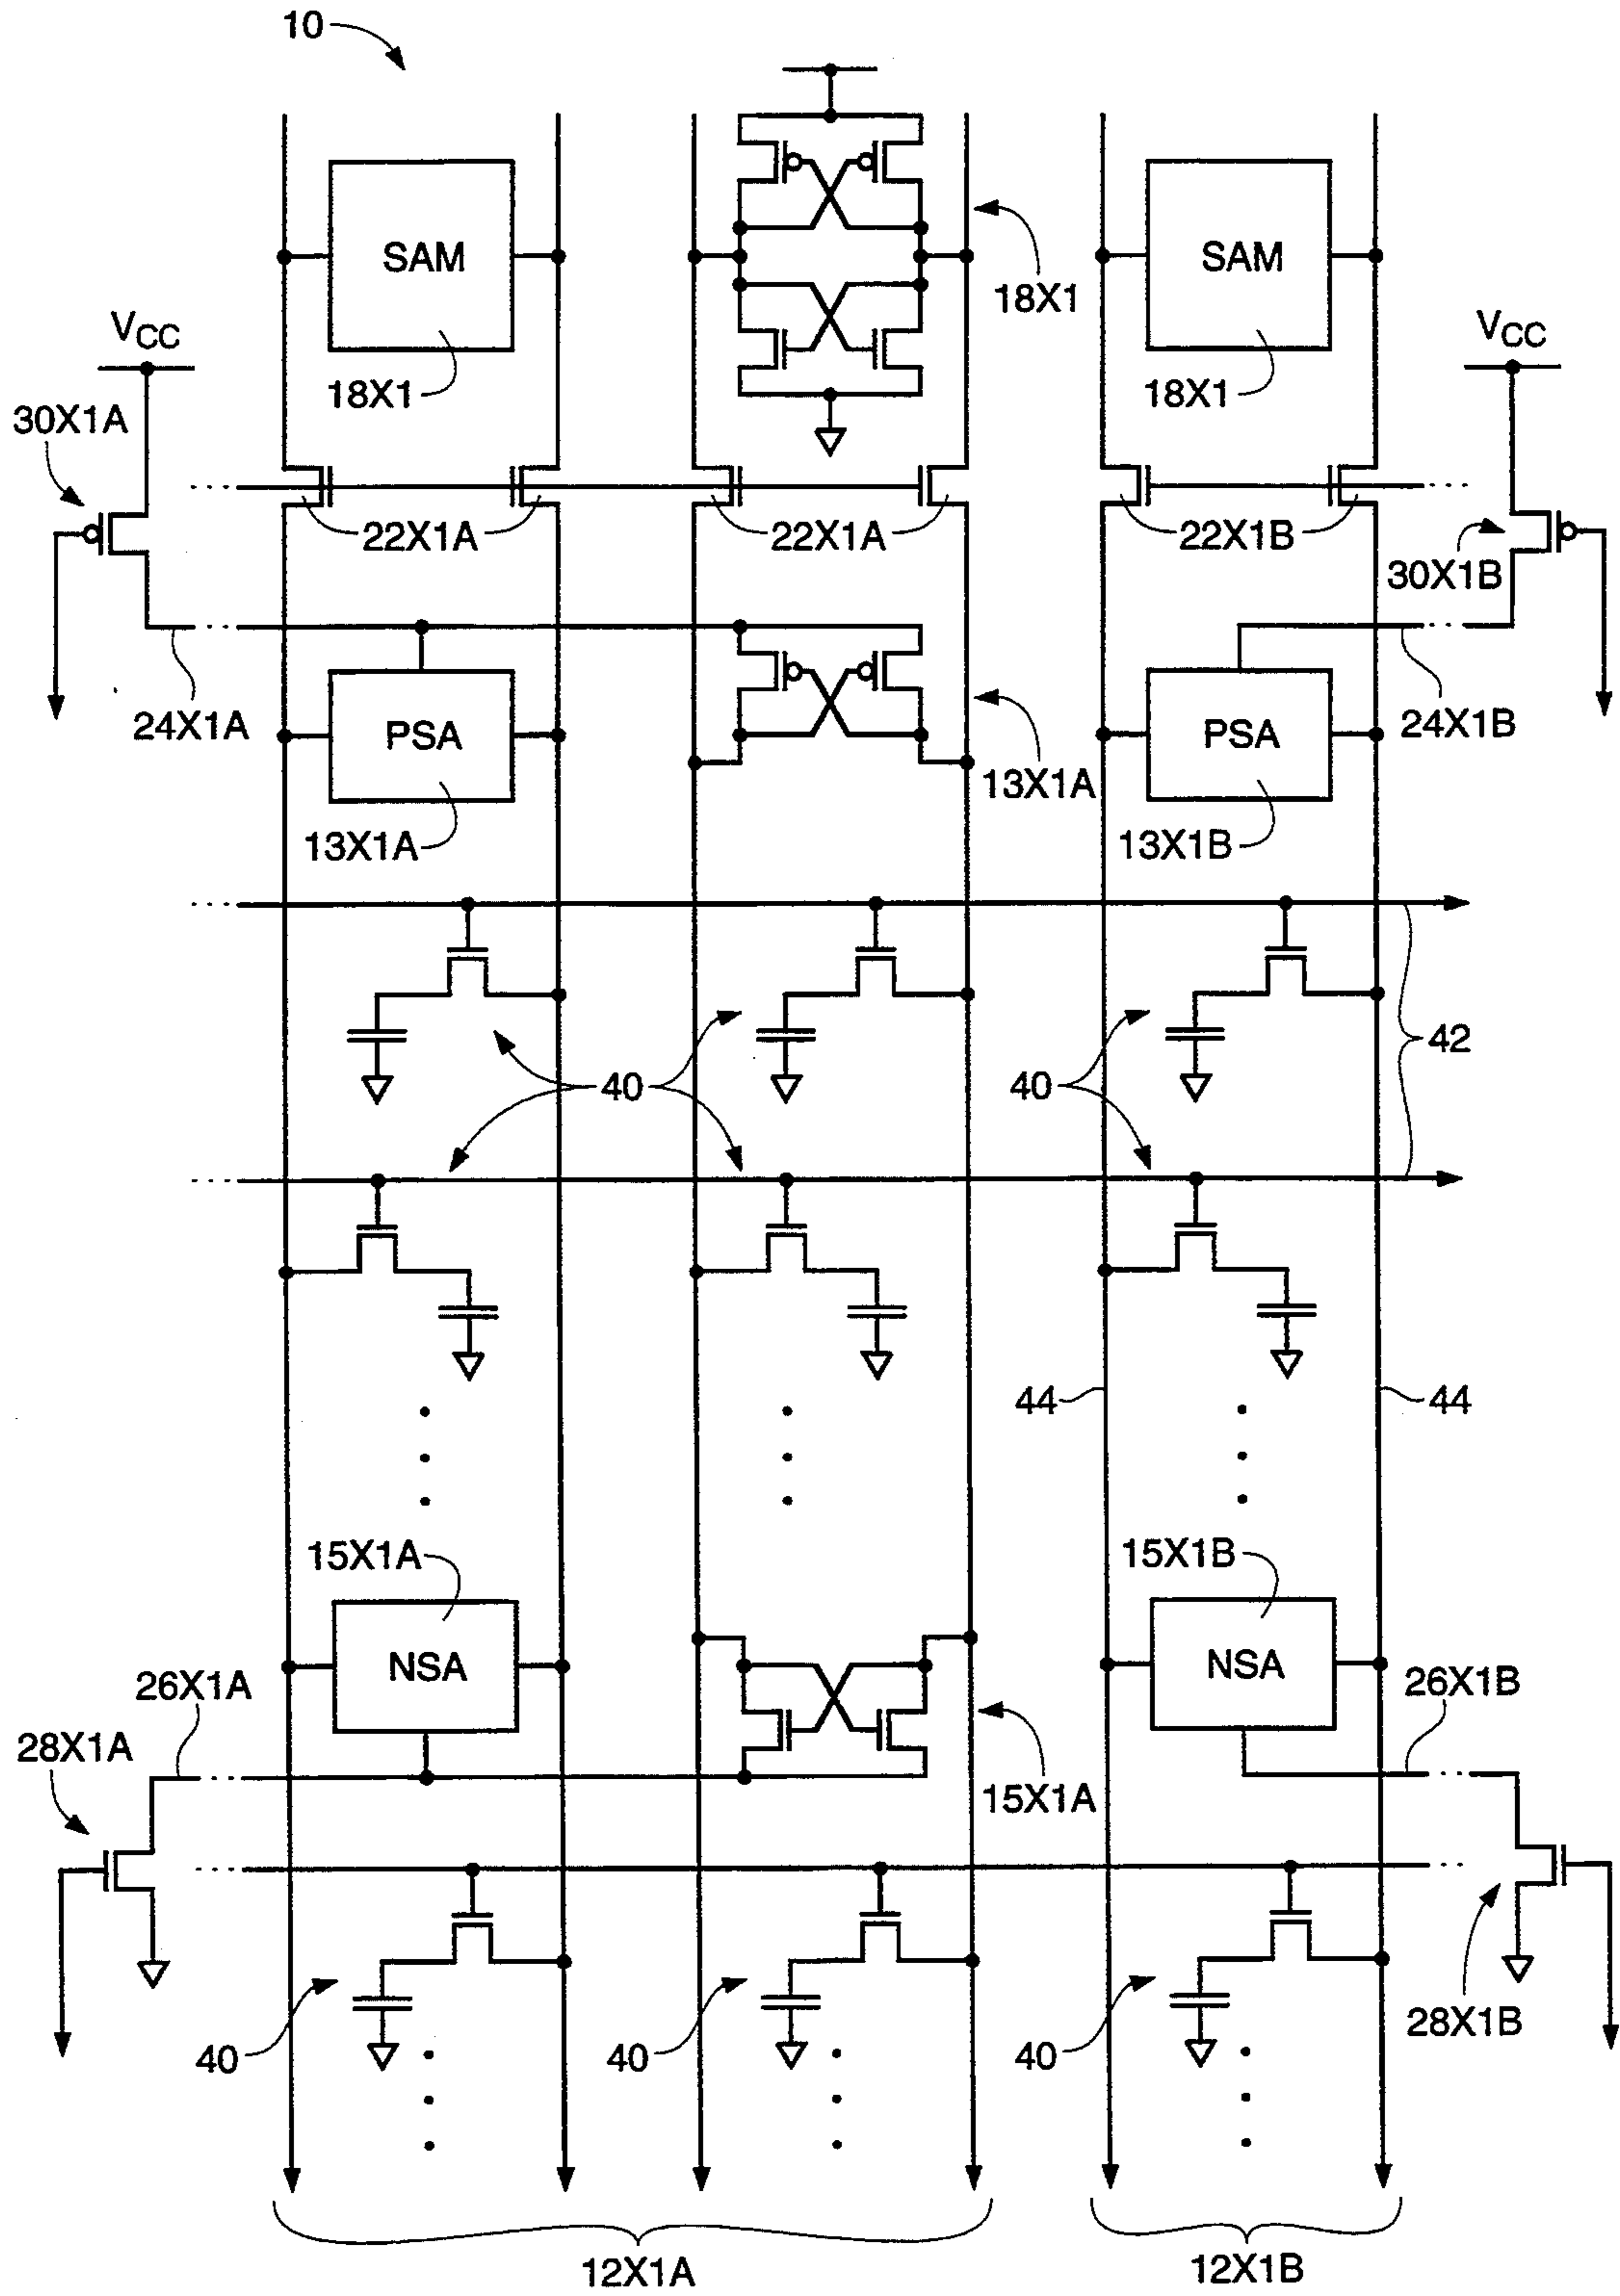 10
SAM
SAM
18X1
VCC
VCC
18X1
18X1
30X1A
22X1A
22X1A
22X1B
30X1B
24X1A
PSA
PSA
24X1B
13X1A
13X1A
13X1B
42
40
40
44
44
15X1A
15X1B
NSA
NSA
26X1A
26X1B
28X1A
15X1A
28X1B
40
40
40
12X1A
12X1B